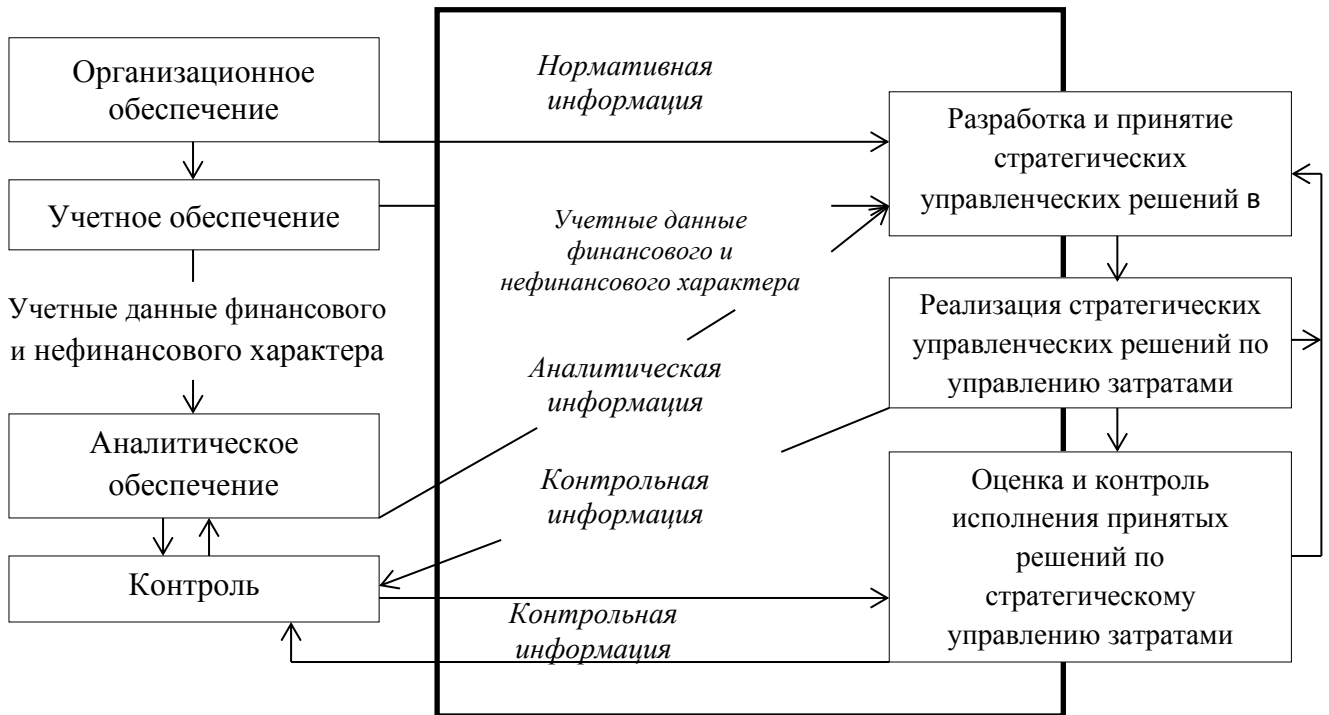 Организационное
обеспечение
Учетное обеспечение
Учетные данные финансового
и нефинансового характера
Аналитическое
обеспечение
Контроль
Нормативная
информация
Учетные данные
финансового и
нефинансового характера
Аналитическая
информация
Контрольная
информация
Контрольная
информация
Разработка и принятие
стратегических
управленческих решений в
Реализация стратегических
управленческих решений по
управлению затратами
Оценка и контроль
исполнения принятых
решений по
стратегическому
управлению затратами